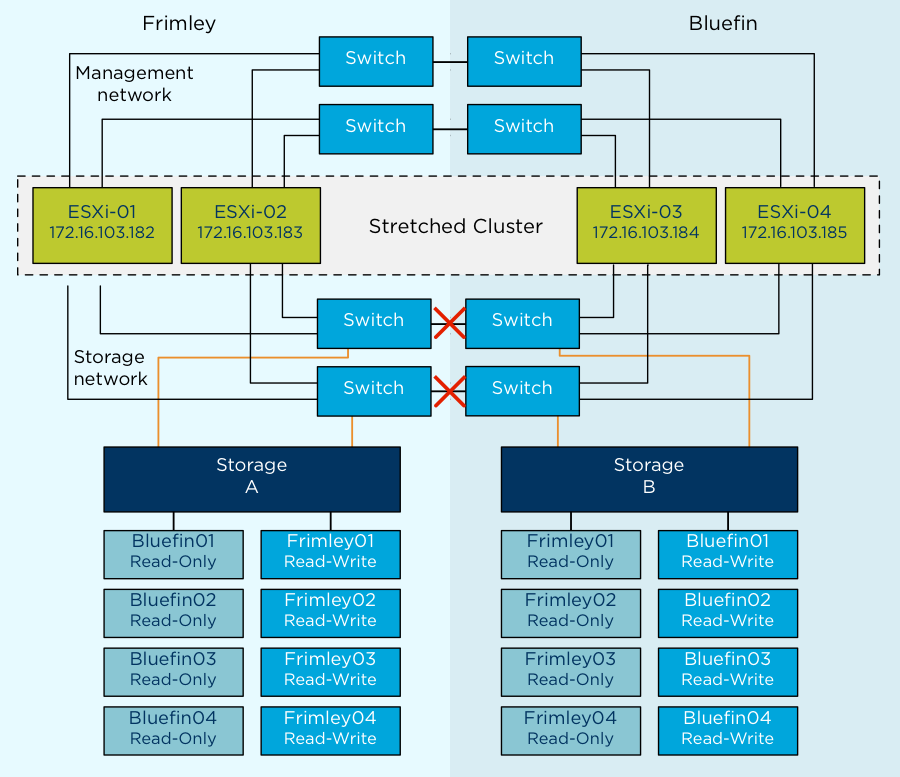 Frimley
Bluefin
Switch
Switch
Management
network
Switch
Switch
ESXi-01
172.16.103.182
ESXi-02
172.16.103.183
Stretched Cluster
ESXi-03
172.16.103.184
ESXi-04
172.16.103.185
Switch
Switch
Storage
network
Switch
Switch
Storage
A
Storage
B
Bluefin01
Read-Only
Frimley01
Read-Write
Frimley01
Read-Only
Bluefin01
Read-Write
Bluefin02
Read-Only
Frimley02
Read-Write
Frimley02
Read-Only
Bluefin02
Read-Write
Bluefin03
Read-Only
Frimley03
Read-Write
Frimley03
Read-Only
Bluefin03
Read-Write
Bluefin04
Read-Only
Frimley04
Read-Write
Frimley04
Read-Only
Bluefin04
Read-Write